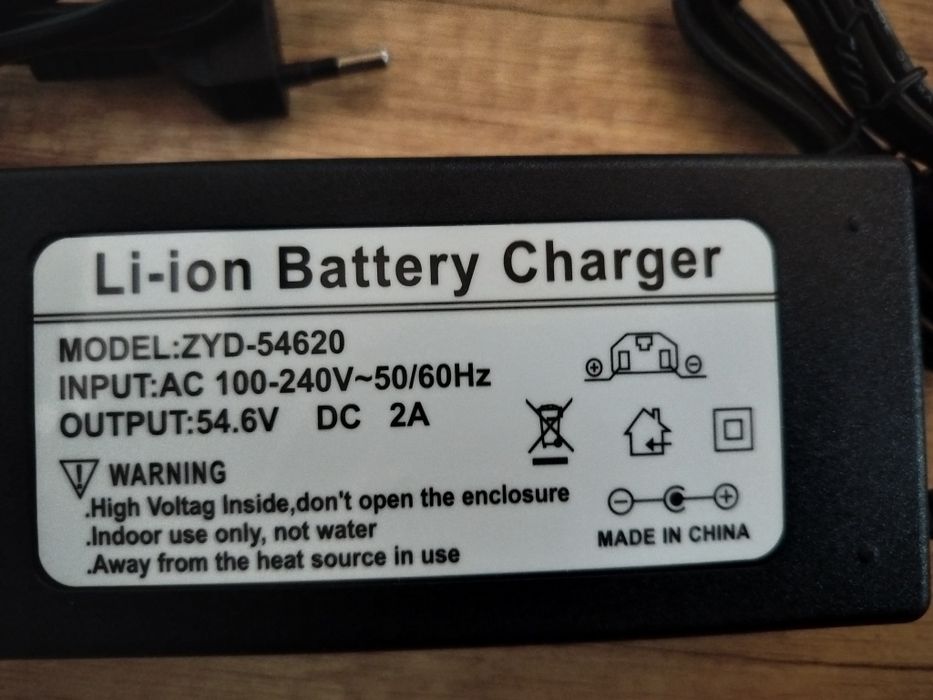 Li-ion Battery Charger
MODEL:ZYD-54620
INPUT:AC 100-240V~50/60Hz
OUTPUT:54.6V DC 2A
WARNING
.High Voltag Inside,don't open the enclosure
.Indoor use only, not water
.Away from the heat source in use
MADE IN CHINA